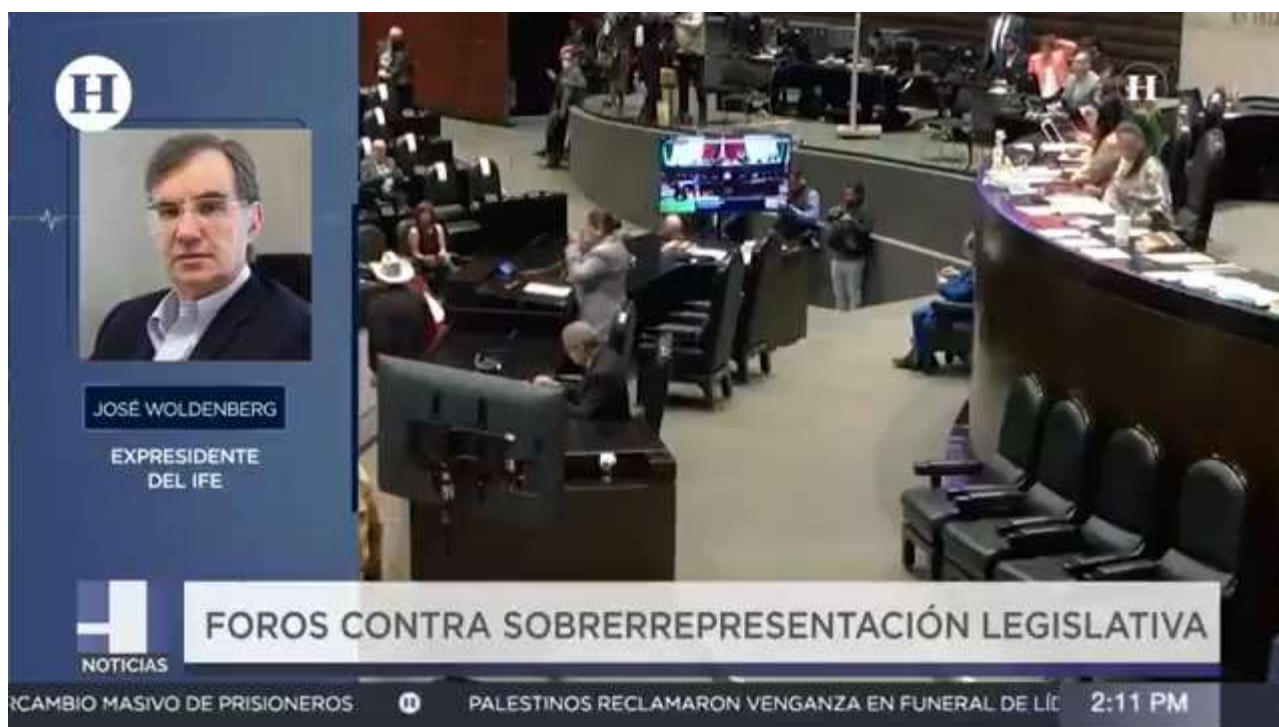 H
H
JOSÉ WOLDENBERG
EXPRESIDENTE
DEL IFE
FOROS CONTRA SOBRERREPRESENTACIÓN LEGISLATIVA
NOTICIAS
RCAMBIO MASIVO DE PRISIONEROS H PALESTINOS RECLAMARON VENGANZA EN FUNERAL DE LÍD 2:11 PM